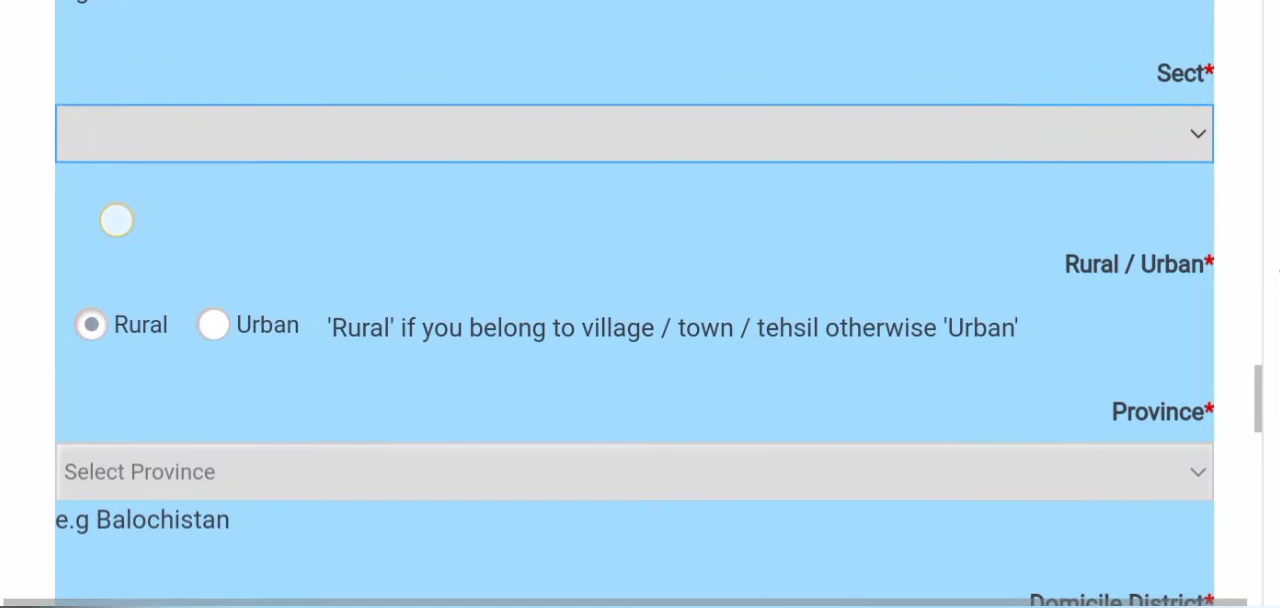 Sect*
Rural / Urban*
Rural Urban 'Rural' if you belong to village / town / tehsil otherwise 'Urban'
Province*
Select Province
e.g Balochistan
Domicile District*